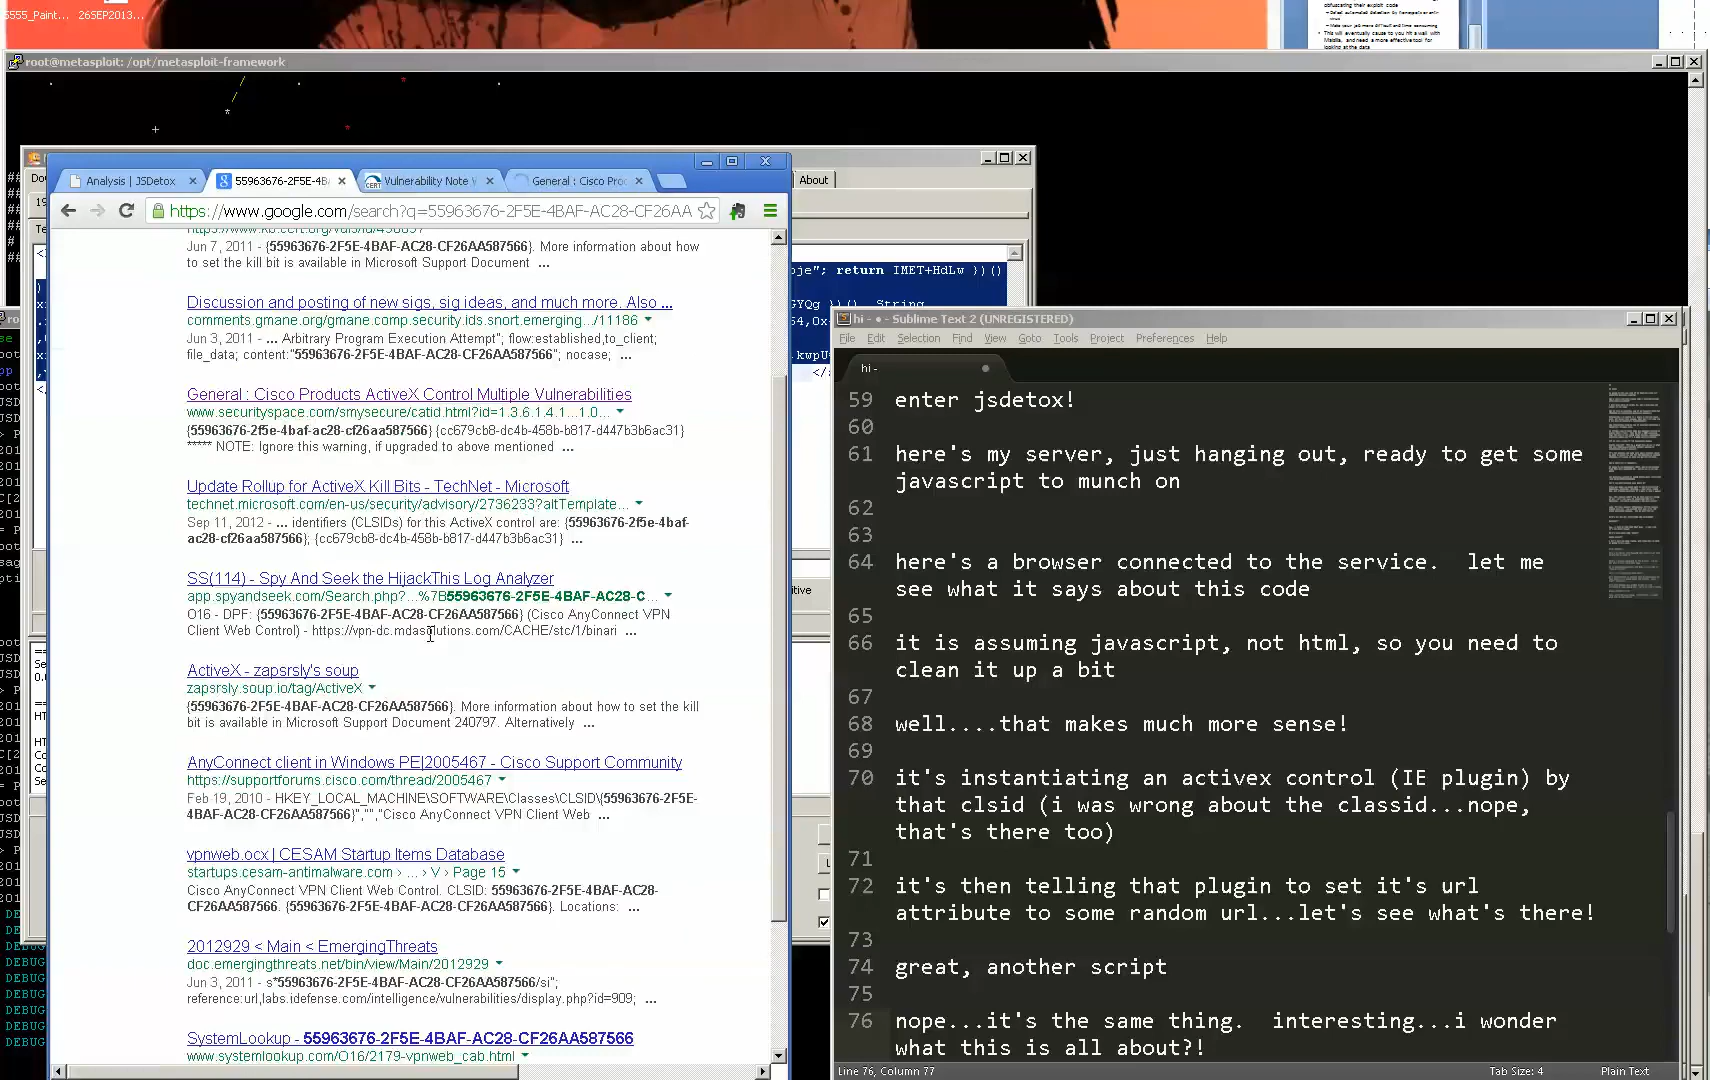 5555_Paint... 26SEP2013...
obfuscating their exploit code
looking at the data
root@metasploit: /opt/metasploit-framework
About
Analysis | JSDetox
55963676-2F5E-4B
Vulnerability Note
General : Cisco Pro
https://www.google.com/search?q=55963676-2F5E-4BAF-AC28-CF26AA
Jun 7, 2011 - {55963676-2F5E-4BAF-AC28-CF26AA587566}. More information about how
to set the kill bit is available in Microsoft Support Document ...
Discussion and posting of new sigs, sig ideas, and much more. Also ...
comments.gmane.org/gmane.comp.security.ids.snort.emerging.../11186
Jun 3, 2011 - ... Arbitrary Program Execution Attempt"; flow:established,to_client;
file_data; content:"55963676-2F5E-4BAF-AC28-CF26AA587566"; nocase; ...
General : Cisco Products ActiveX Control Multiple Vulnerabilities
www.securityspace.com/smysecure/catid.html?id=1.3.6.1.4.1...1.0...
{55963676-2f5e-4baf-ac28-cf26aa587566} {cc679cb8-dc4b-458b-b817-d447b3b6ac31}
***** NOTE: Ignore this warning, if upgraded to above mentioned ...
Update Rollup for ActiveX Kill Bits - TechNet - Microsoft
technet.microsoft.com/en-us/security/advisory/2736233?altTemplate...
Sep 11, 2012 - ... identifiers (CLSIDs) for this ActiveX control are: {55963676-2f5e-4baf-
ac28-cf26aa587566}; {cc679cb8-dc4b-458b-b817-d447b3b6ac31} ...
SS(114) - Spy And Seek the HijackThis Log Analyzer
app.spyandseek.com/Search.php?...%7B55963676-2F5E-4BAF-AC28-C...
O16 - DPF: {55963676-2F5E-4BAF-AC28-CF26AA587566} (Cisco AnyConnect VPN
Client Web Control) - https://vpn-dc.mdasolutions.com/CACHE/stc/1/binari ...
ActiveX - zapsrsly's soup
zapsrsly.soup.io/tag/ActiveX
{55963676-2F5E-4BAF-AC28-CF26AA587566}. More information about how to set the kill
bit is available in Microsoft Support Document 240797. Alternatively ...
AnyConnect client in Windows PE|2005467 - Cisco Support Community
https://supportforums.cisco.com/thread/2005467
Feb 19, 2010 - HKEY_LOCAL_MACHINE\SOFTWARE\Classes\CLSID\{55963676-2F5E-
4BAF-AC28-CF26AA587566}","","Cisco AnyConnect VPN Client Web ...
vpnweb.ocx | CESAM Startup Items Database
startups.cesam-antimalware.com › ... › V › Page 15
Cisco AnyConnect VPN Client Web Control. CLSID: 55963676-2F5E-4BAF-AC28-
CF26AA587566. {55963676-2F5E-4BAF-AC28-CF26AA587566}. Locations: ...
2012929 < Main < EmergingThreats
doc.emergingthreats.net/bin/view/Main/2012929
Jun 3, 2011 - s*55963676-2F5E-4BAF-AC28-CF26AA587566/si";
reference:url,labs.idefense.com/intelligence/vulnerabilities/display.php?id=909; ...
SystemLookup - 55963676-2F5E-4BAF-AC28-CF26AA587566
www.systemlookup.com/O16/2179-vpnweb_cab.html
oje"; return IMET+HdLw })()
GYQg })() String
hi - • - Sublime Text 2 (UNREGISTERED)
File Edit Selection Find View Goto Tools Project Preferences Help
hi -
59 enter jsdetox!
60
61 here's my server, just hanging out, ready to get some
javascript to munch on
62
63
64 here's a browser connected to the service. let me
see what it says about this code
65
66 it is assuming javascript, not html, so you need to
clean it up a bit
67
68 well....that makes much more sense!
69
70 it's instantiating an activex control (IE plugin) by
that clsid (i was wrong about the classid...nope,
that's there too)
71
72 it's then telling that plugin to set it's url
attribute to some random url...let's see what's there!
73
74 great, another script
75
76 nope...it's the same thing. interesting...i wonder
what this is all about?!
Line 76, Column 77
Tab Size: 4
Plain Text
DEBUG
DEBUG
DEBUG
DEBUG
DEBUG